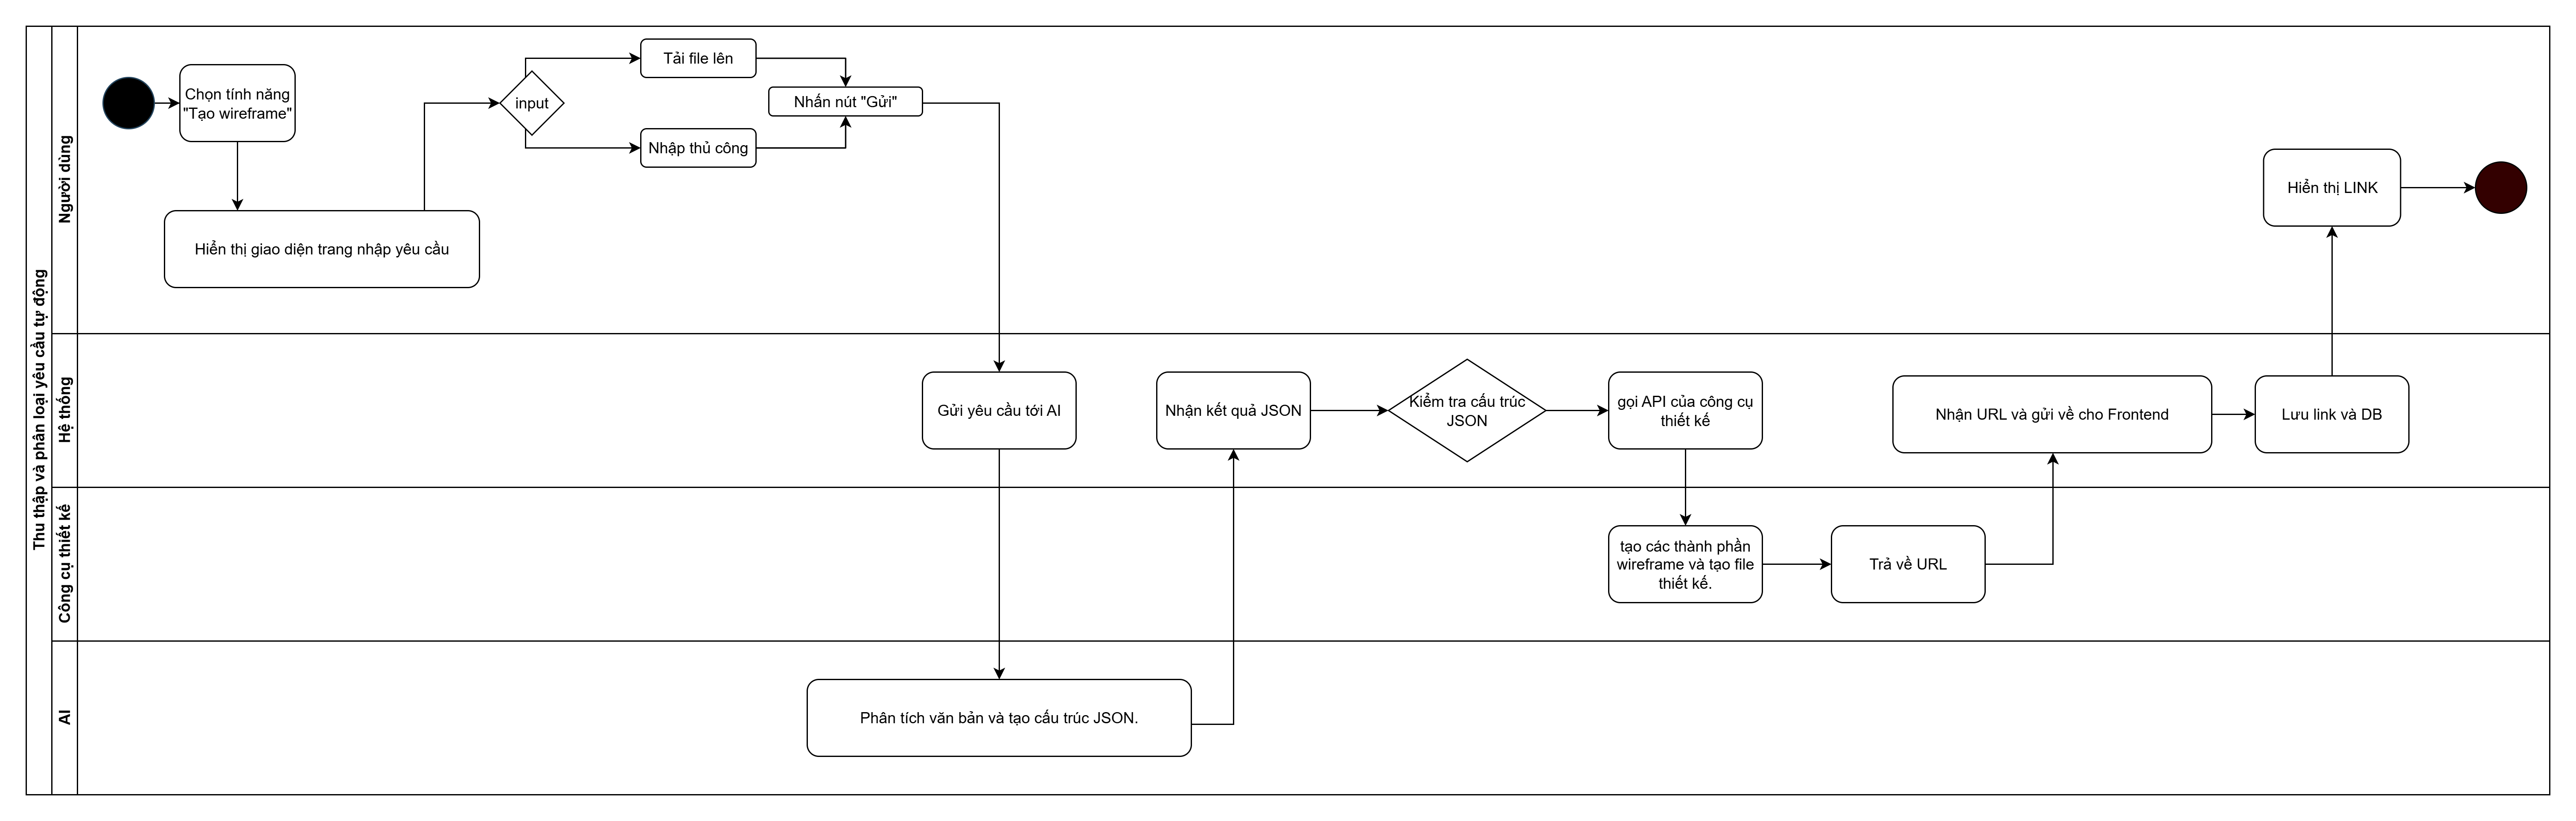 Thu thập và phân loại yêu cầu tự động
Người dùng
Chọn tính năng
"Tạo wireframe"
Hiển thị giao diện trang nhập yêu cầu
input
Tải file lên
Nhập thủ công
Nhấn nút "Gửi"
Hiển thị LINK
Hệ thống
Gửi yêu cầu tới AI
Nhận kết quả JSON
Kiểm tra cấu trúc
JSON
gọi API của công cụ
thiết kế
Nhận URL và gửi về cho Frontend
Lưu link và DB
Công cụ thiết kế
tạo các thành phần
wireframe và tạo file
thiết kế.
Trả về URL
AI
Phân tích văn bản và tạo cấu trúc JSON.